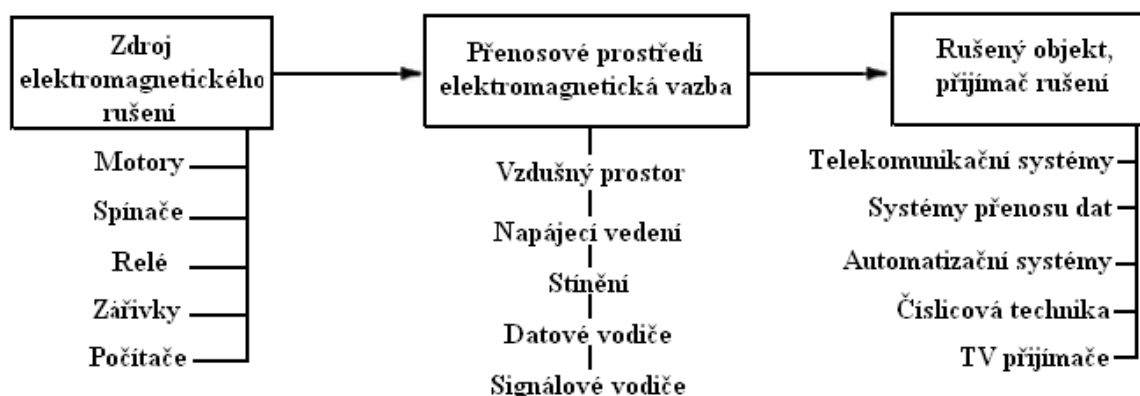 Zdroj
elektromagnetického
rušení
Motory
Spínače
Relé
Zářivky
Počítače
Přenosové prostředí
elektromagnetická vazba
Vzdušný prostor
Napájecí vedení
Stínění
Datové vodiče
Signálové vodiče
Rušený objekt,
přijímač rušení
Telekomunikační systémy
Systémy přenosu dat
Automatizační systémy
Číslicová technika
TV přijímače